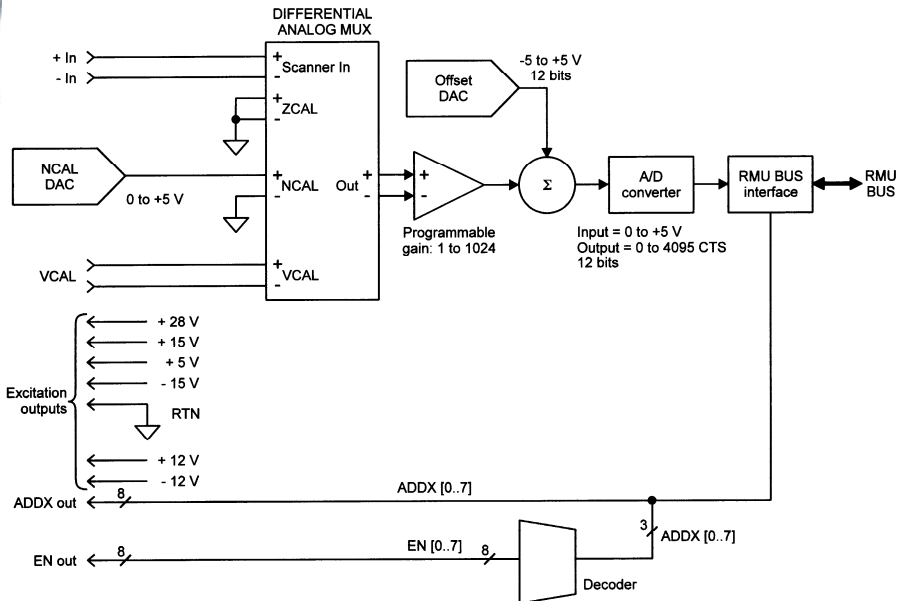 DIFFERENTIAL
ANALOG MUX
+ In
- In
+
-
Scanner In
+
-
ZCAL
NCAL
DAC
0 to +5 V
+
-
NCAL
Out
+
-
VCAL
+
-
VCAL
+
-
Programmable
gain: 1 to 1024
Offset
DAC
-5 to +5 V
12 bits
Σ
A/D
converter
Input = 0 to +5 V
Output = 0 to 4095 CTS
12 bits
RMU BUS
interface
RMU
BUS
Excitation
outputs
+ 28 V
+ 15 V
+ 5 V
- 15 V
RTN
+ 12 V
- 12 V
ADDX out
8
ADDX [0..7]
3
ADDX [0..7]
EN out
8
EN [0..7]
8
Decoder